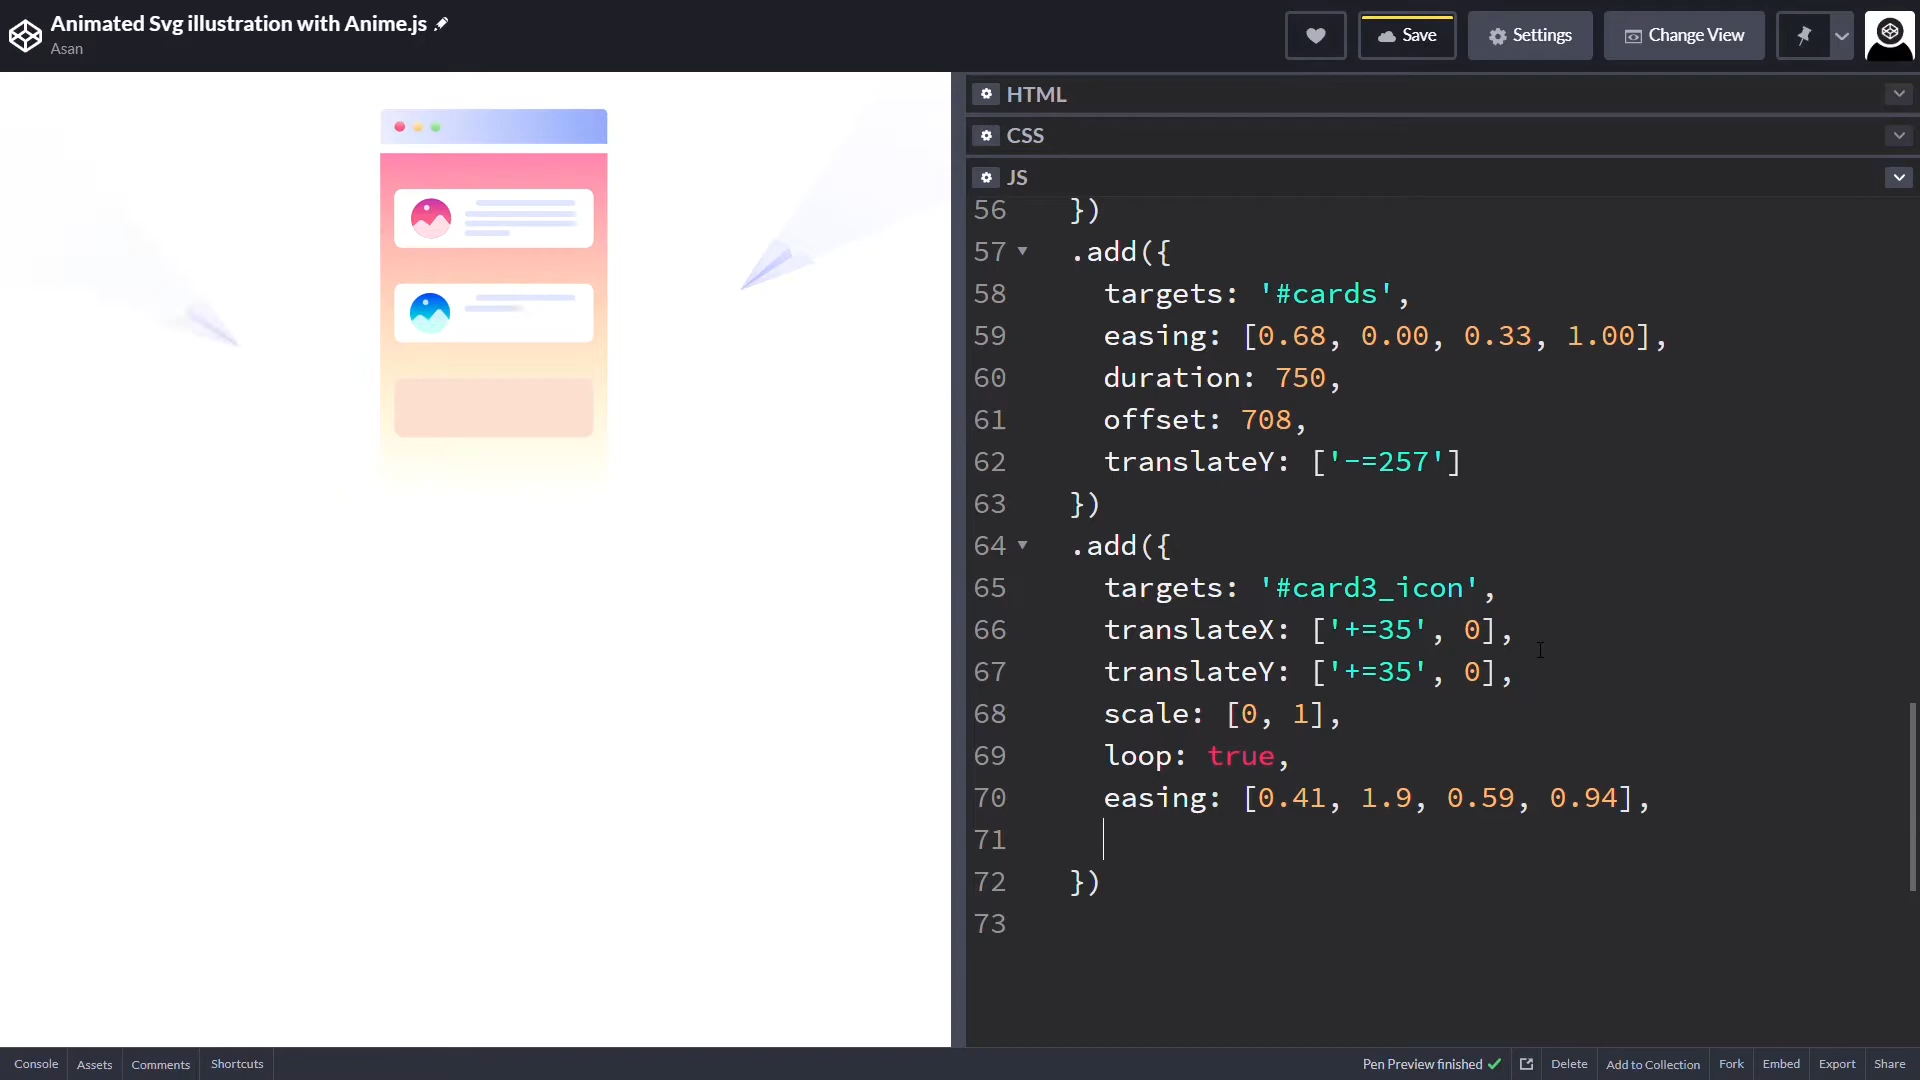 Animated Svg illustration with Anime.js
Asan
Save
Settings
Change View
HTML
CSS
JS
56 })
57 .add({
58 targets: '#cards',
59 easing: [0.68, 0.00, 0.33, 1.00],
60 duration: 750,
61 offset: 708,
62 translateY: ['-=257']
63 })
64 .add({
65 targets: '#card3_icon',
66 translateX: ['+=35', 0],
67 translateY: ['+=35', 0],
68 scale: [0, 1],
69 loop: true,
70 easing: [0.41, 1.9, 0.59, 0.94],
71
72 })
73
Console Assets Comments Shortcuts Pen Preview finished Delete Add to Collection Fork Embed Export Share